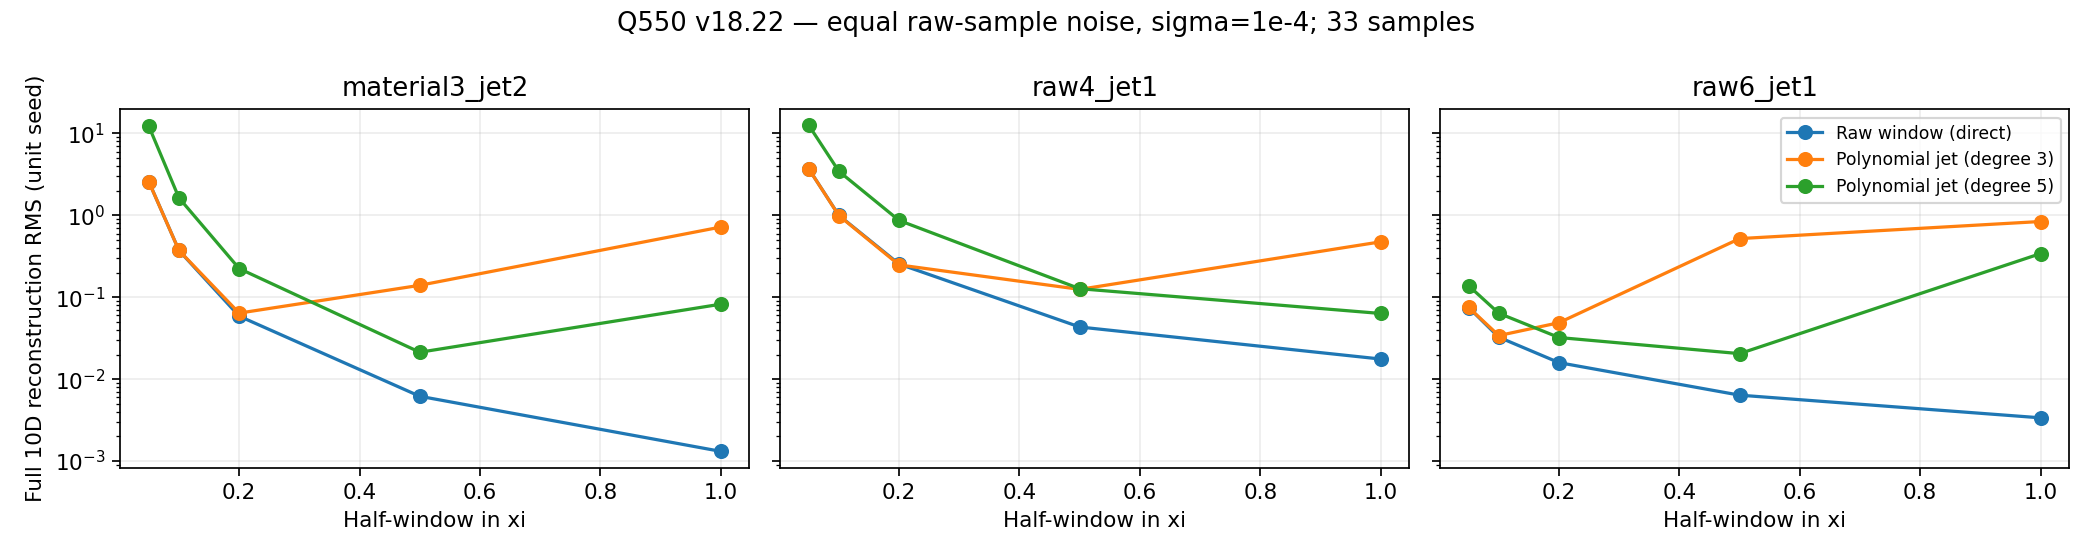 Q550 v18.22 — equal raw-sample noise, sigma=1e-4; 33 samples
material3_jet2
raw4_jet1
raw6_jet1
Full 10D reconstruction RMS (unit seed)
10¹
10⁰
10⁻¹
10⁻²
10⁻³
Raw window (direct)
Polynomial jet (degree 3)
Polynomial jet (degree 5)
0.2 0.4 0.6 0.8 1.0
0.2 0.4 0.6 0.8 1.0
0.2 0.4 0.6 0.8 1.0
Half-window in xi
Half-window in xi
Half-window in xi